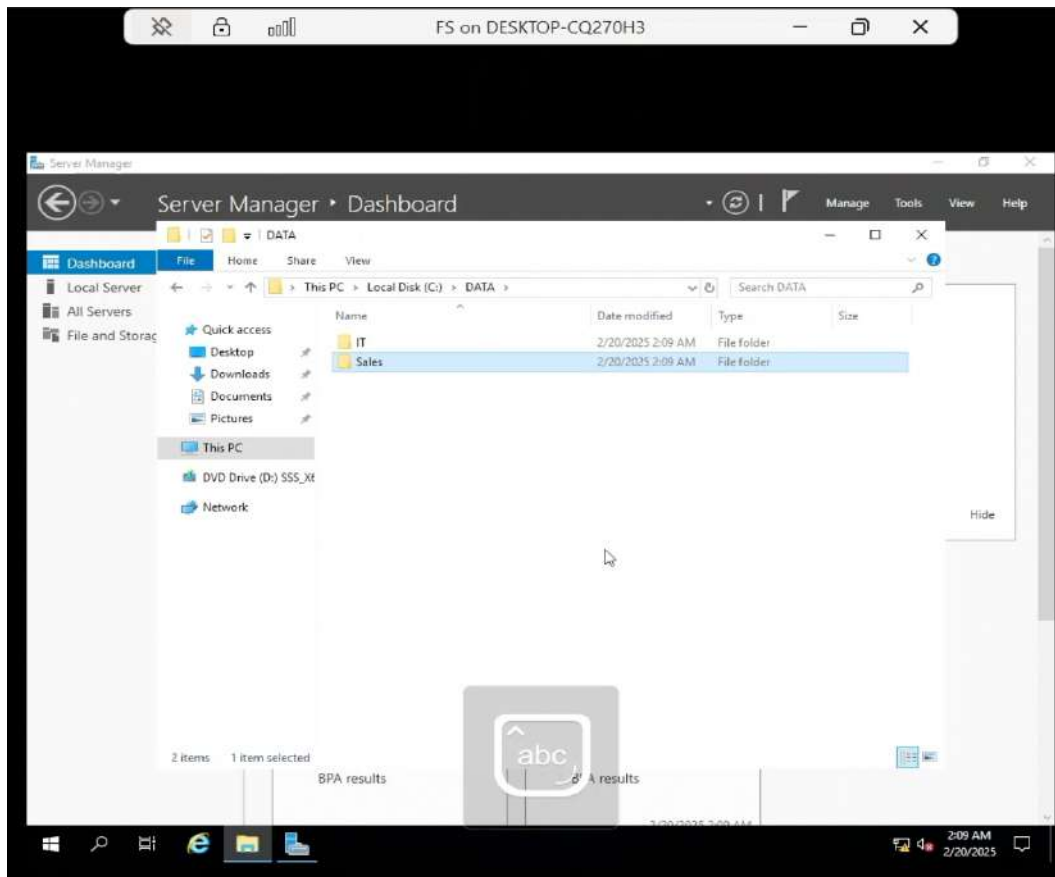 FS on DESKTOP-CQ270H3
Server Manager
Server Manager ‣ Dashboard
Manage Tools View Help
DATA
File Home Share View
This PC > Local Disk (C:) > DATA >
Search DATA
Dashboard
Local Server
All Servers
File and Storag
Quick access
Desktop
Downloads
Documents
Pictures
This PC
DVD Drive (D:) SSS_X6
Network
Name Date modified Type Size
IT 2/20/2025 2:09 AM File folder
Sales 2/20/2025 2:09 AM File folder
Hide
2 items 1 item selected
abc
BPA results
results
2:09 AM
2/20/2025